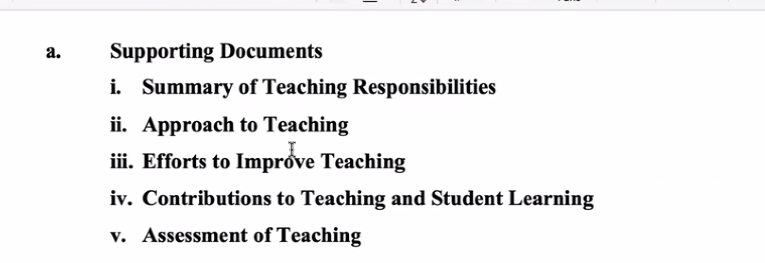 a. Supporting Documents
i. Summary of Teaching Responsibilities
ii. Approach to Teaching
iii. Efforts to Improve Teaching
iv. Contributions to Teaching and Student Learning
v. Assessment of Teaching